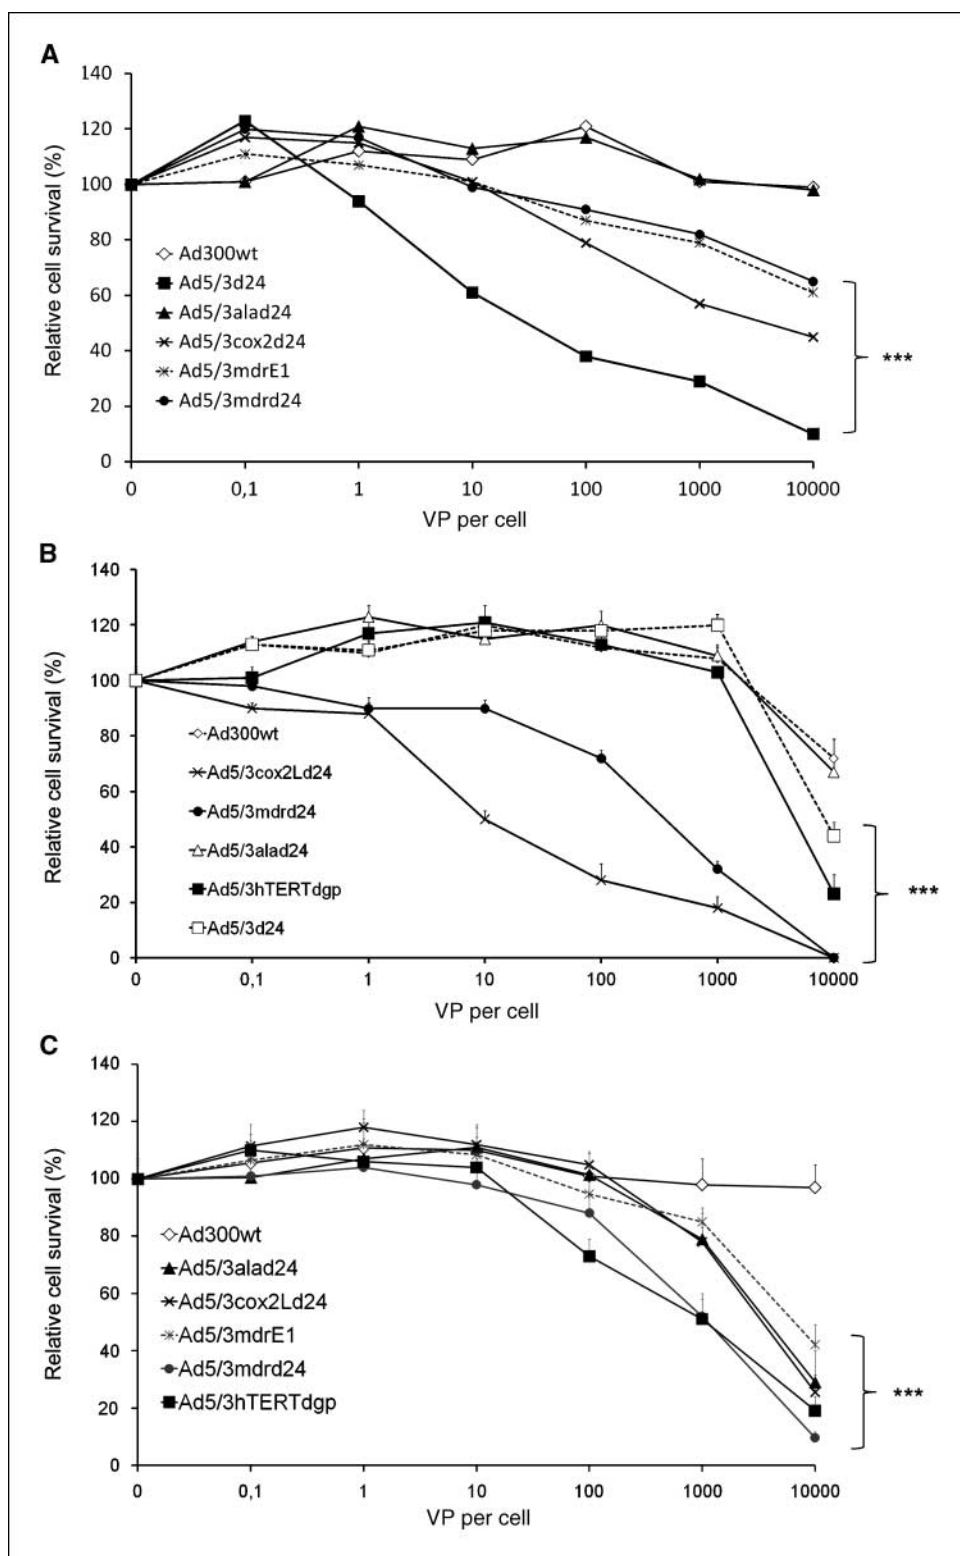 A
140
120
100
80
60
40
20
0
Relative cell survival (%)
Ad300wt
Ad5/3d24
Ad5/3alad24
Ad5/3cox2d24
Ad5/3mdrE1
Ad5/3mdrd24
***
0 0,1 1 10 100 1000 10000
VP per cell
B
140
120
100
80
60
40
20
0
Relative cell survival (%)
Ad300wt
Ad5/3cox2Ld24
Ad5/3mdrd24
Ad5/3alad24
Ad5/3hTERTdgp
Ad5/3d24
***
0 0,1 1 10 100 1000 10000
VP per cell
C
140
120
100
80
60
40
20
0
Relative cell survival (%)
Ad300wt
Ad5/3alad24
Ad5/3cox2Ld24
Ad5/3mdrE1
Ad5/3mdrd24
Ad5/3hTERTdgp
***
0 0,1 1 10 100 1000 10000
VP per cell